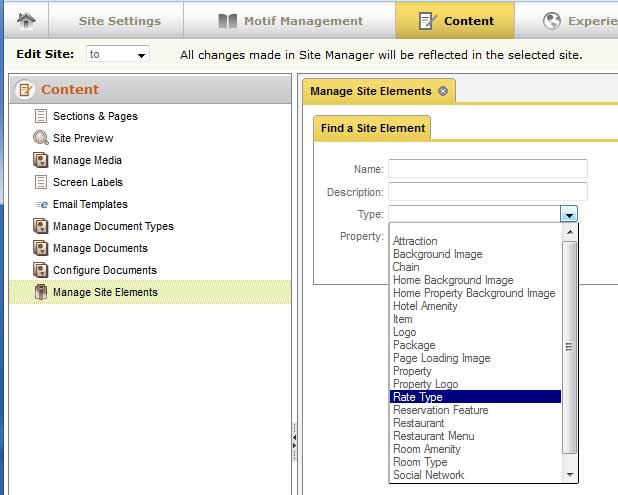 Site Settings
Motif Management
Content
Experie
Edit Site: to All changes made in Site Manager will be reflected in the selected site.
Content
Sections & Pages
Site Preview
Manage Media
Screen Labels
Email Templates
Manage Document Types
Manage Documents
Configure Documents
Manage Site Elements
Manage Site Elements
Find a Site Element
Name:
Description:
Type:
Property:
Attraction
Background Image
Chain
Home Background Image
Home Property Background Image
Hotel Amenity
Item
Logo
Package
Page Loading Image
Property
Property Logo
Rate Type
Reservation Feature
Restaurant
Restaurant Menu
Room Amenity
Room Type
Social Network